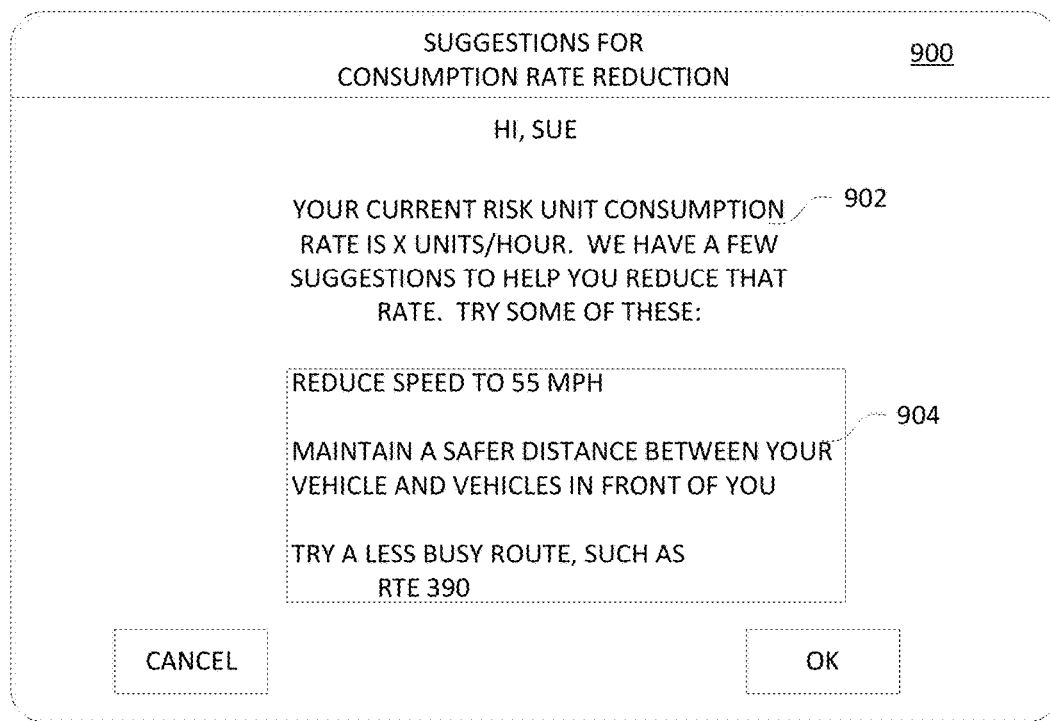 SUGGESTIONS FOR
CONSUMPTION RATE REDUCTION
900
HI, SUE
YOUR CURRENT RISK UNIT CONSUMPTION
902
RATE IS X UNITS/HOUR. WE HAVE A FEW
SUGGESTIONS TO HELP YOU REDUCE THAT
RATE. TRY SOME OF THESE:
REDUCE SPEED TO 55 MPH
904
MAINTAIN A SAFER DISTANCE BETWEEN YOUR
VEHICLE AND VEHICLES IN FRONT OF YOU
TRY A LESS BUSY ROUTE, SUCH AS
RTE 390
CANCEL
OK